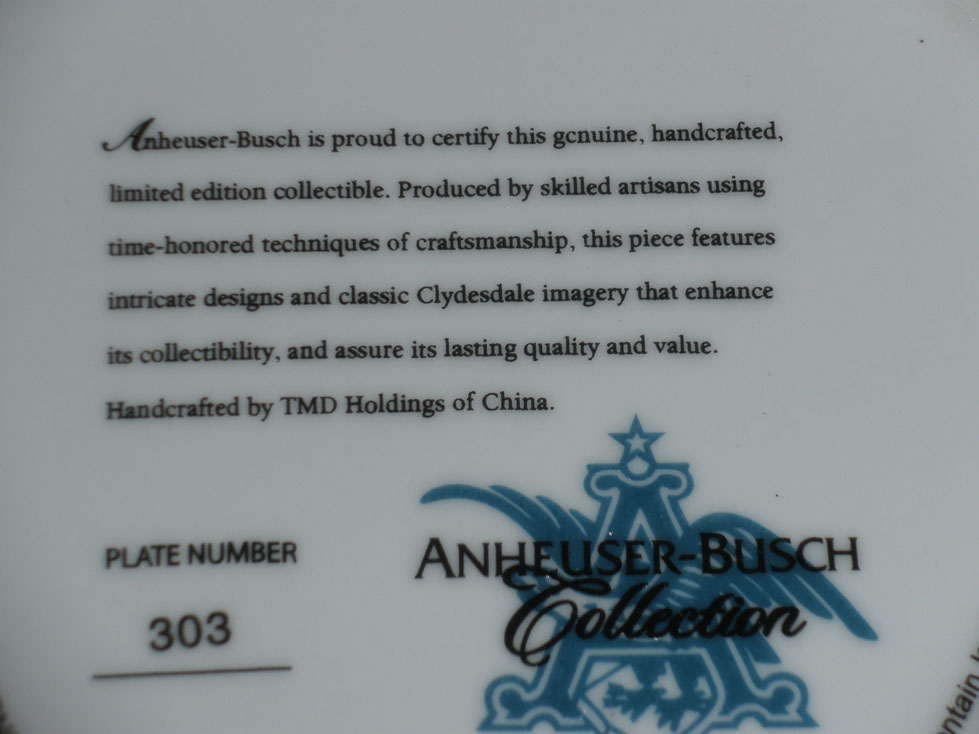 Anheuser-Busch is proud to certify this genuine, handcrafted,
limited edition collectible. Produced by skilled artisans using
time-honored techniques of craftsmanship, this piece features
intricate designs and classic Clydesdale imagery that enhance
its collectibility, and assure its lasting quality and value.
Handcrafted by TMD Holdings of China.
PLATE NUMBER
303
ANHEUSER-BUSCH
Collection